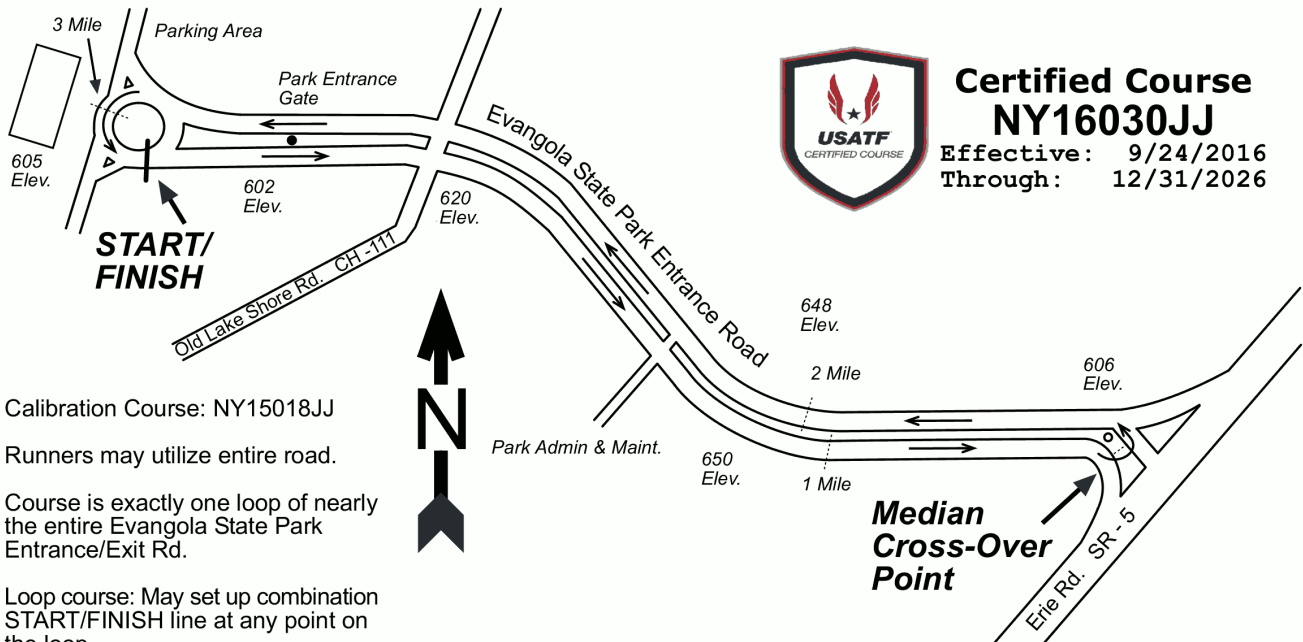 3 Mile
Parking Area
Park Entrance
Gate
605
Elev.
602
Elev.
620
Elev.
START/
FINISH
Old Lake Shore Rd. CH -111
Evangola State Park Entrance Road
USATF
CERTIFIED COURSE
Certified Course
NY16030JJ
Effective: 9/24/2016
Through: 12/31/2026
648
Elev.
2 Mile
606
Elev.
N
Park Admin & Maint.
650
Elev.
1 Mile
Median
Cross-Over
Point
Erie Rd. SR - 5
Calibration Course: NY15018JJ
Runners may utilize entire road.
Course is exactly one loop of nearly
the entire Evangola State Park
Entrance/Exit Rd.
Loop course: May set up combination
START/FINISH line at any point on
the loop